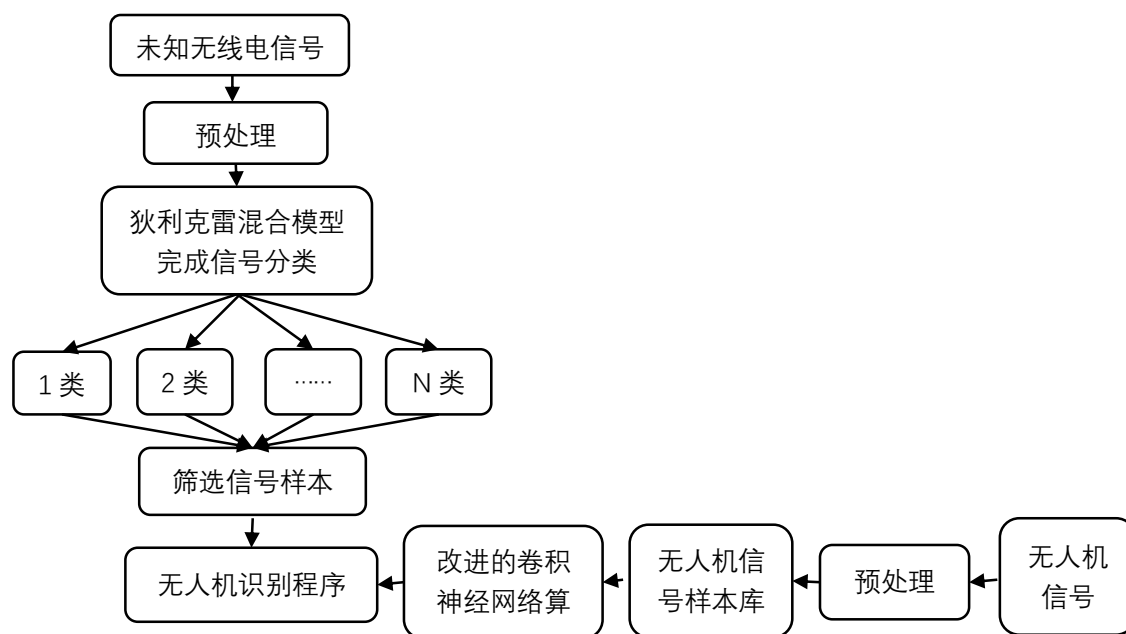 未知无线电信号
预处理
狄利克雷混合模型
完成信号分类
1 类
2 类
……
N 类
筛选信号样本
无人机识别程序
改进的卷积
神经网络算
无人机信
号样本库
预处理
无人机
信号